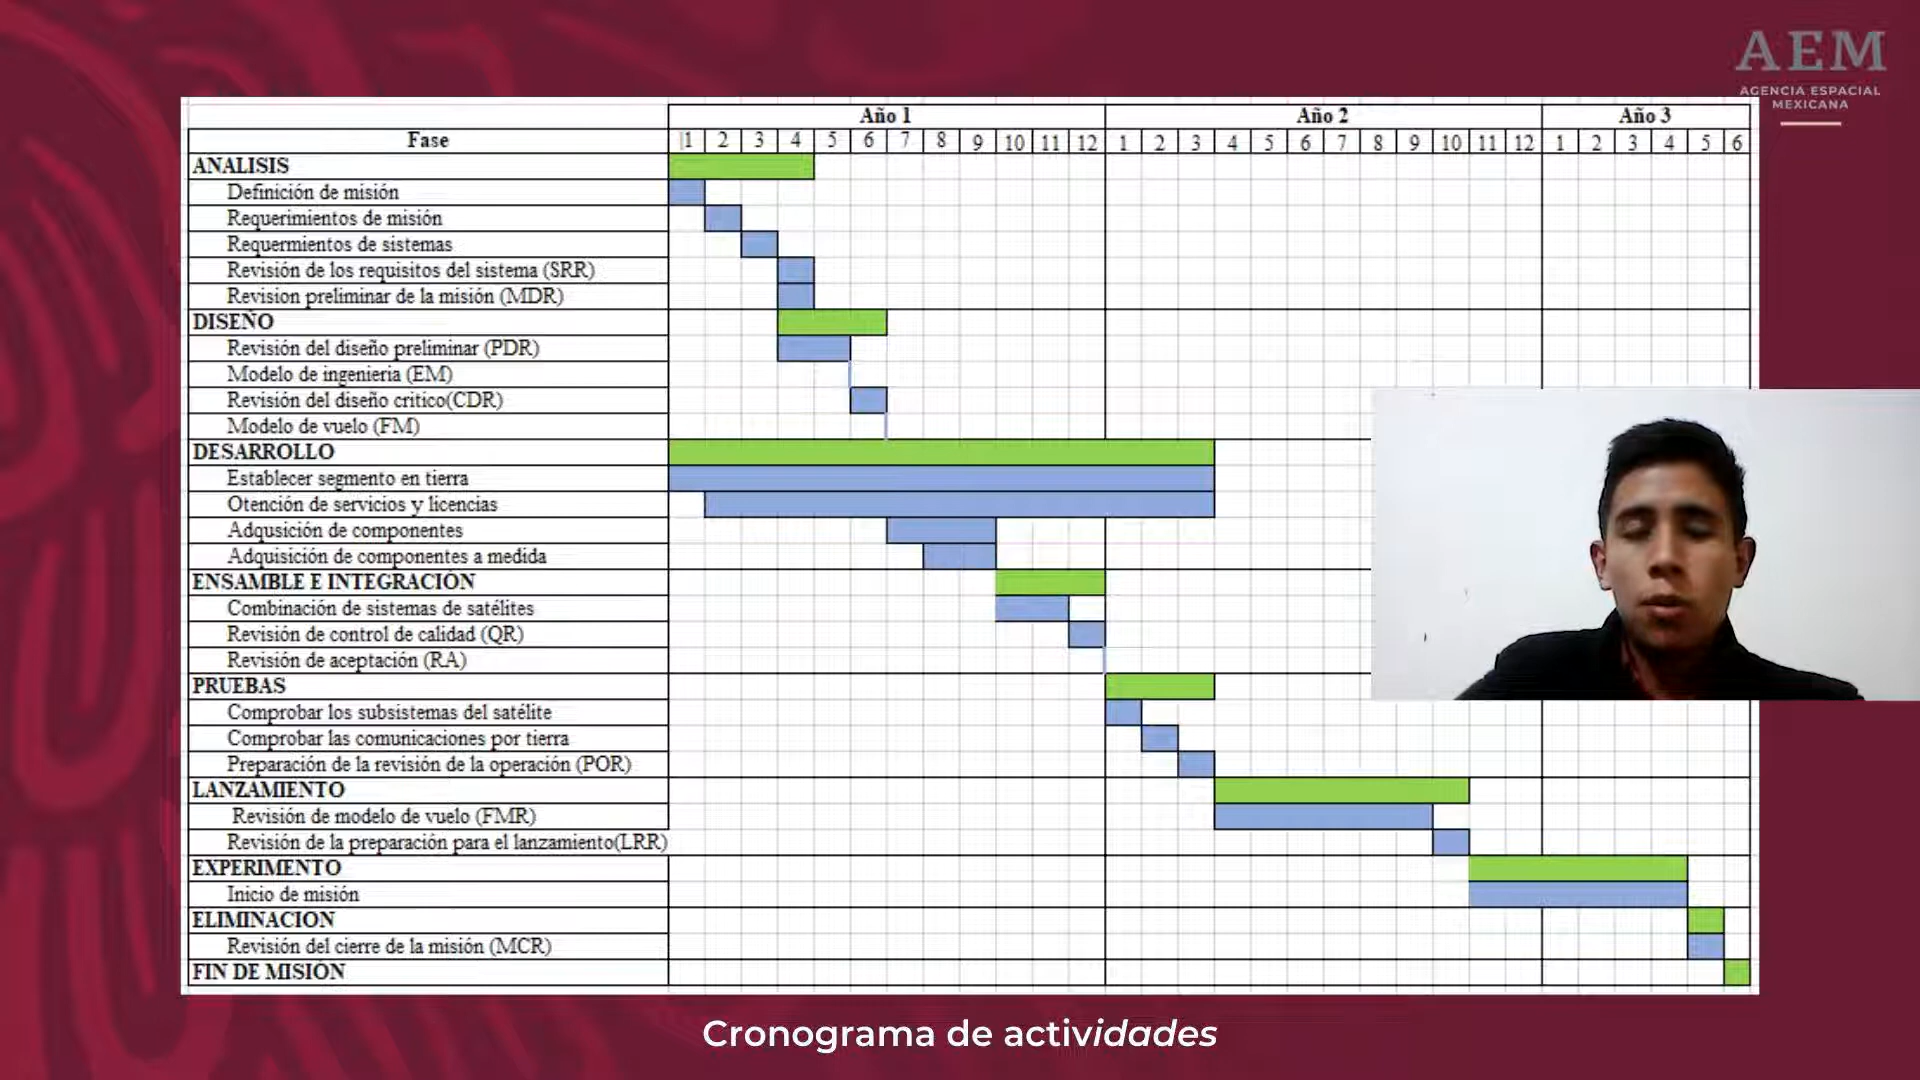 AEM
AGENCIA ESPACIAL
MEXICANA
Año 1 Año 2 Año 3
Fase 1 2 3 4 5 6 7 8 9 10 11 12 1 2 3 4 5 6 7 8 9 10 11 12 1 2 3 4 5 6
ANALISIS
Definición de misión
Requerimientos de misión
Requermientos de sistemas
Revisión de los requisitos del sistema (SRR)
Revision preliminar de la misión (MDR)
DISEÑO
Revisión del diseño preliminar (PDR)
Modelo de ingenieria (EM)
Revisión del diseño critico(CDR)
Modelo de vuelo (FM)
DESARROLLO
Establecer segmento en tierra
Otención de servicios y licencias
Adqusición de componentes
Adquisición de componentes a medida
ENSAMBLE E INTEGRACIÓN
Combinación de sistemas de satélites
Revisión de control de calidad (QR)
Revisión de aceptación (RA)
PRUEBAS
Comprobar los subsistemas del satélite
Comprobar las comunicaciones por tierra
Preparación de la revisión de la operación (POR)
LANZAMIENTO
Revisión de modelo de vuelo (FMR)
Revisión de la preparación para el lanzamiento(LRR)
EXPERIMENTO
Inicio de misión
ELIMINACION
Revisión del cierre de la misión (MCR)
FIN DE MISIÓN
Cronograma de actividades